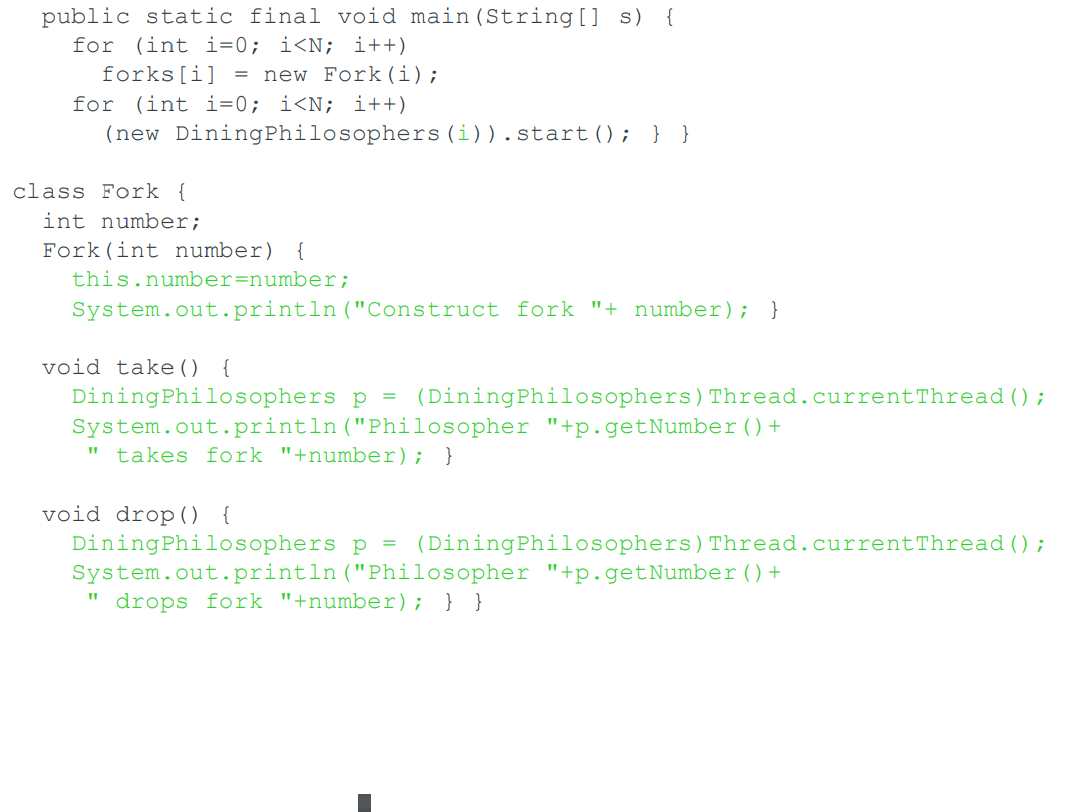 public static final void main(String[] s) {
for (int i=0; i<N; i++)
forks[i] = new Fork(i);
for (int i=0; i<N; i++)
(new DiningPhilosophers(i)).start(); } }
class Fork {
int number;
Fork(int number) {
this.number=number;
System.out.println("Construct fork "+ number); }
void take() {
DiningPhilosophers p = (DiningPhilosophers)Thread.currentThread();
System.out.println("Philosopher "+p.getNumber()+
" takes fork "+number); }
void drop() {
DiningPhilosophers p = (DiningPhilosophers)Thread.currentThread();
System.out.println("Philosopher "+p.getNumber()+
" drops fork "+number); } }